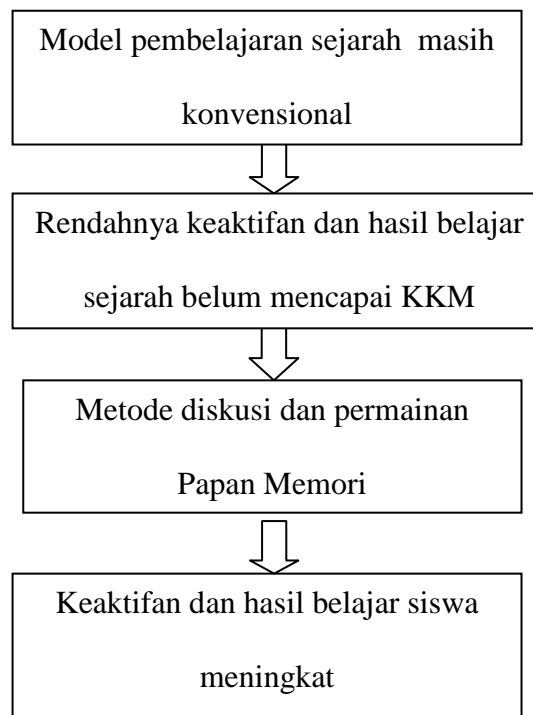 Model pembelajaran sejarah masih
konvensional
Rendahnya keaktifan dan hasil belajar
sejarah belum mencapai KKM
Metode diskusi dan permainan
Papan Memori
Keaktifan dan hasil belajar siswa
meningkat